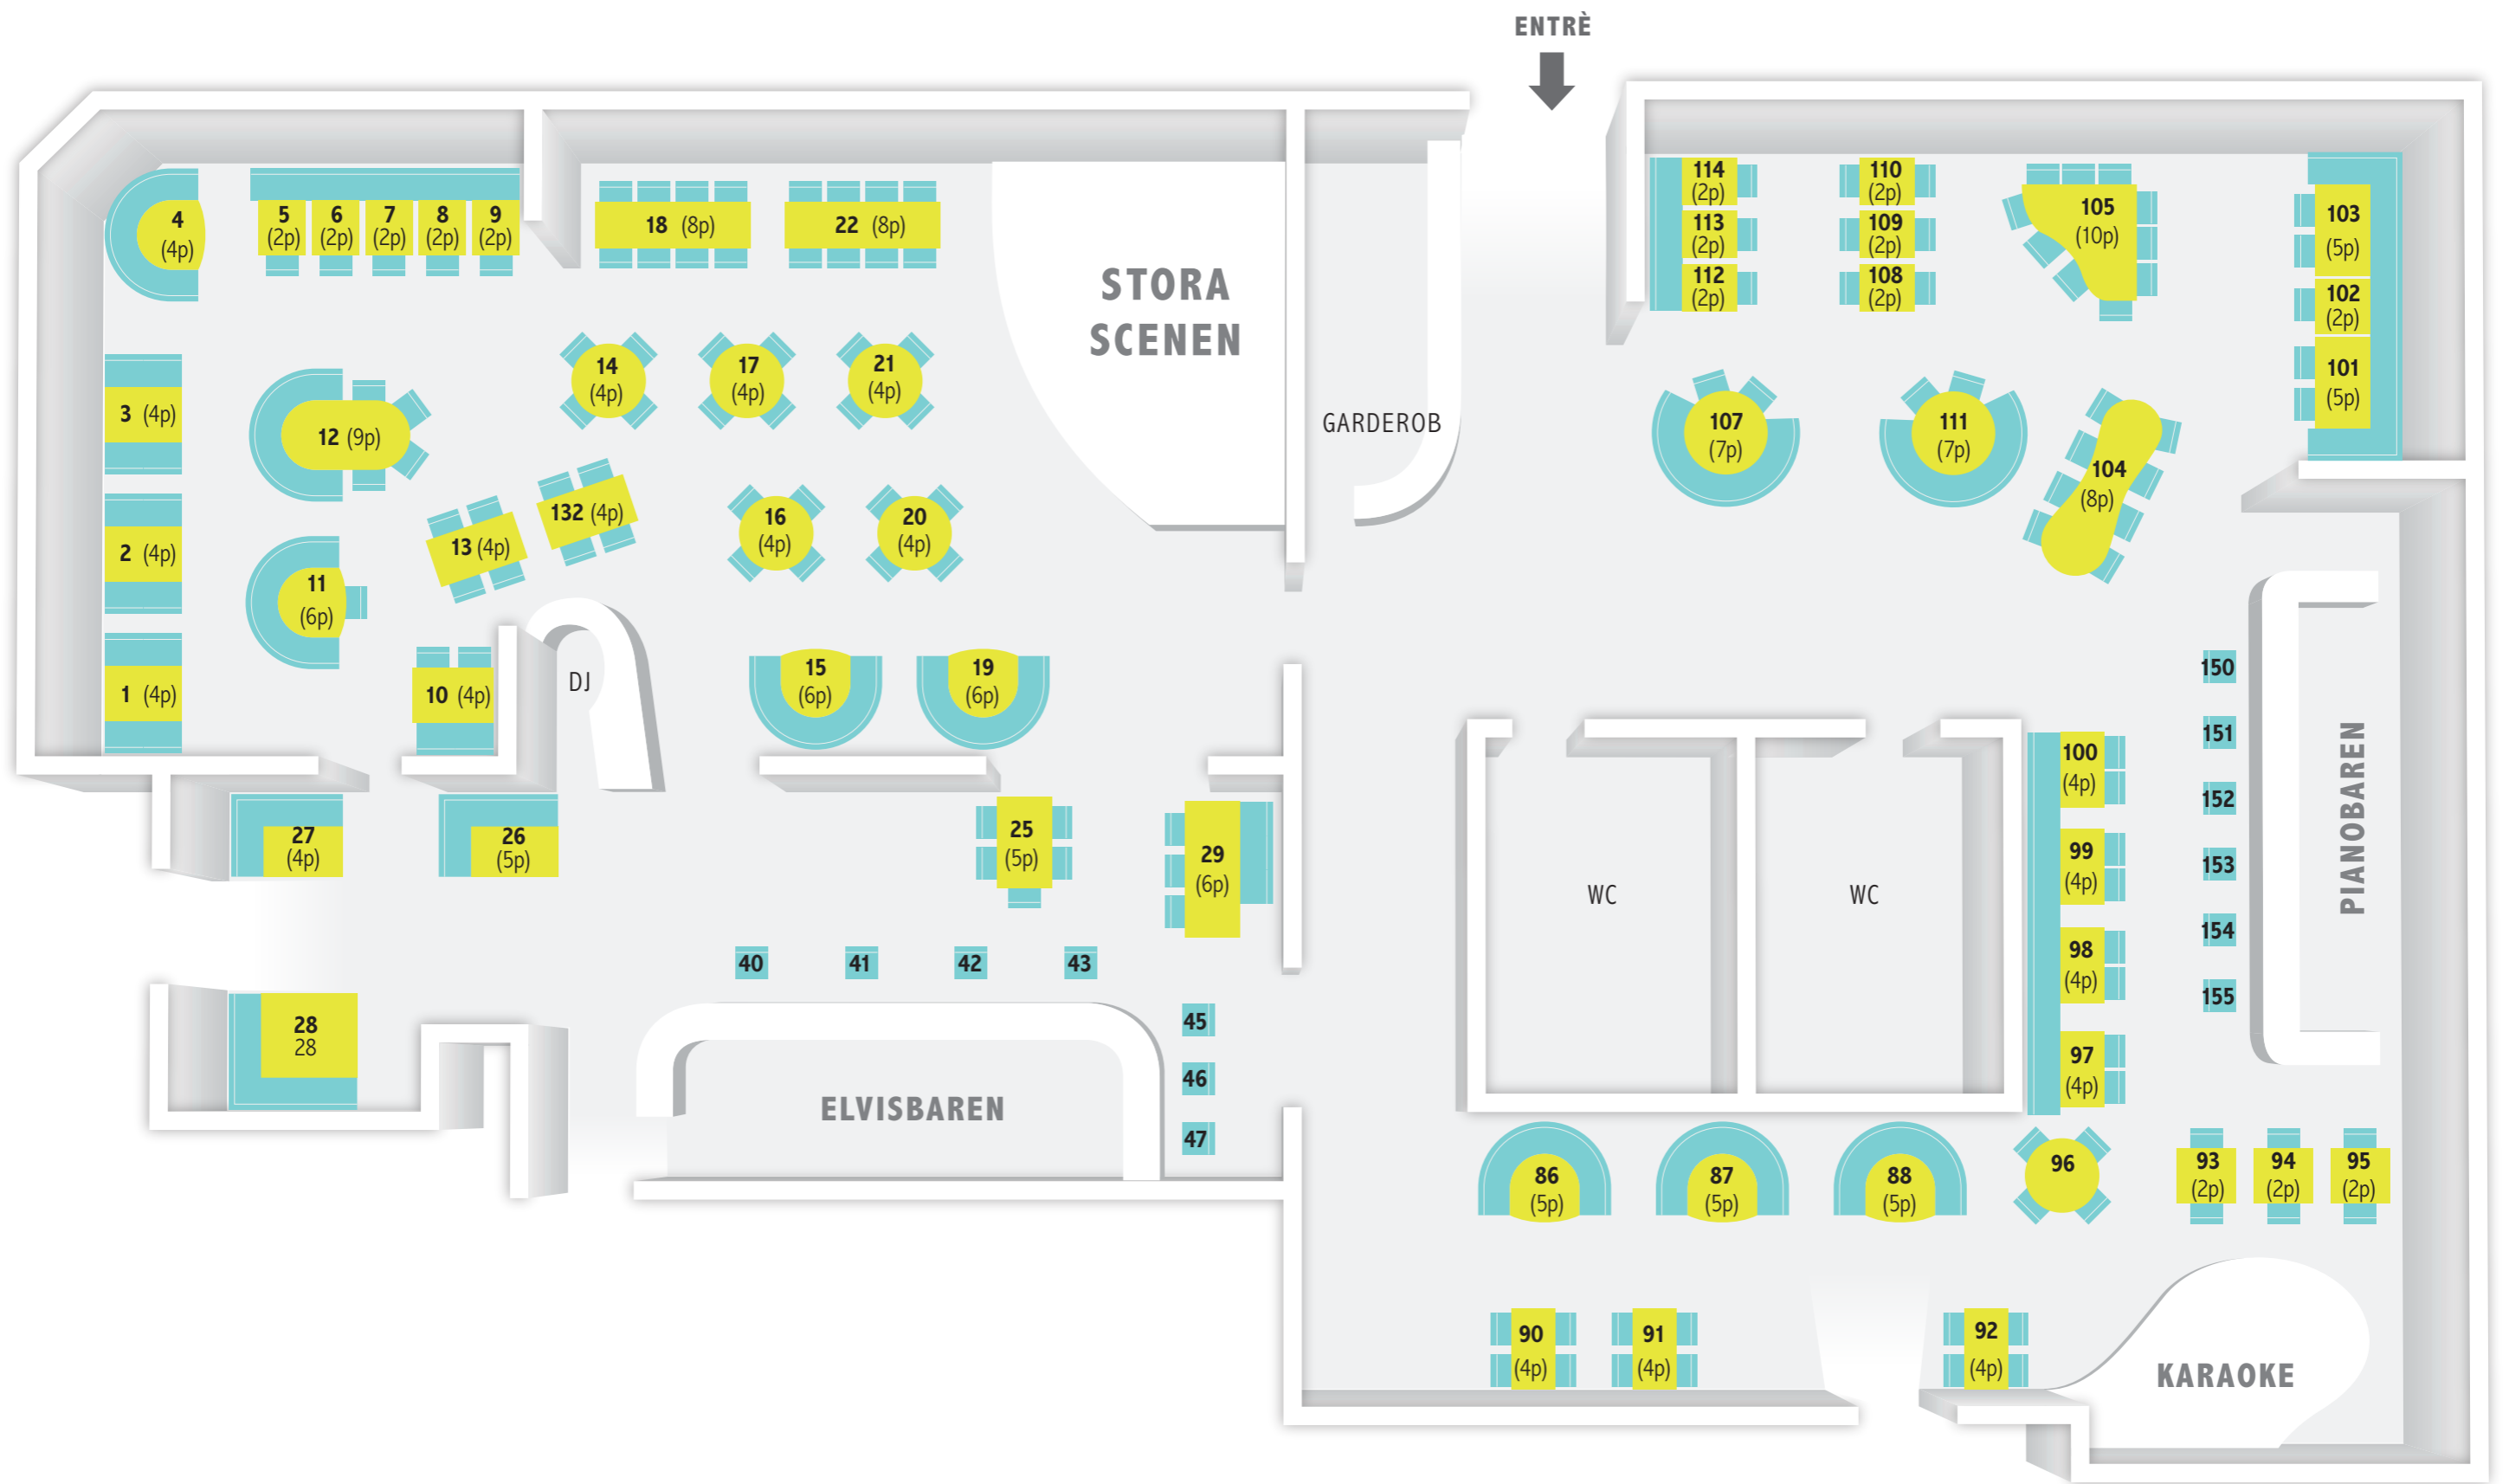 ENTRÈ
4
(4p)
5
(2p)
6
(2p)
7
(2p)
8
(2p)
9
(2p)
18 (8p)
22 (8p)
STORA
SCENEN
GARDEROB
3 (4p)
2 (4p)
1 (4p)
12 (9p)
11
(6p)
13 (4p)
132 (4p)
10 (4p)
DJ
14
(4p)
17
(4p)
21
(4p)
16
(4p)
20
(4p)
15
(6p)
19
(6p)
27
(4p)
26
(5p)
25
(5p)
29
(6p)
28
28
40
41
42
43
45
46
47
ELVISBAREN
114
(2p)
113
(2p)
112
(2p)
110
(2p)
109
(2p)
108
(2p)
105
(10p)
103
(5p)
102
(2p)
101
(5p)
107
(7p)
111
(7p)
104
(8p)
150
151
152
153
154
155
PIANOBAREN
WC
WC
100
(4p)
99
(4p)
98
(4p)
97
(4p)
86
(5p)
87
(5p)
88
(5p)
96
93
(2p)
94
(2p)
95
(2p)
90
(4p)
91
(4p)
92
(4p)
KARAOKE